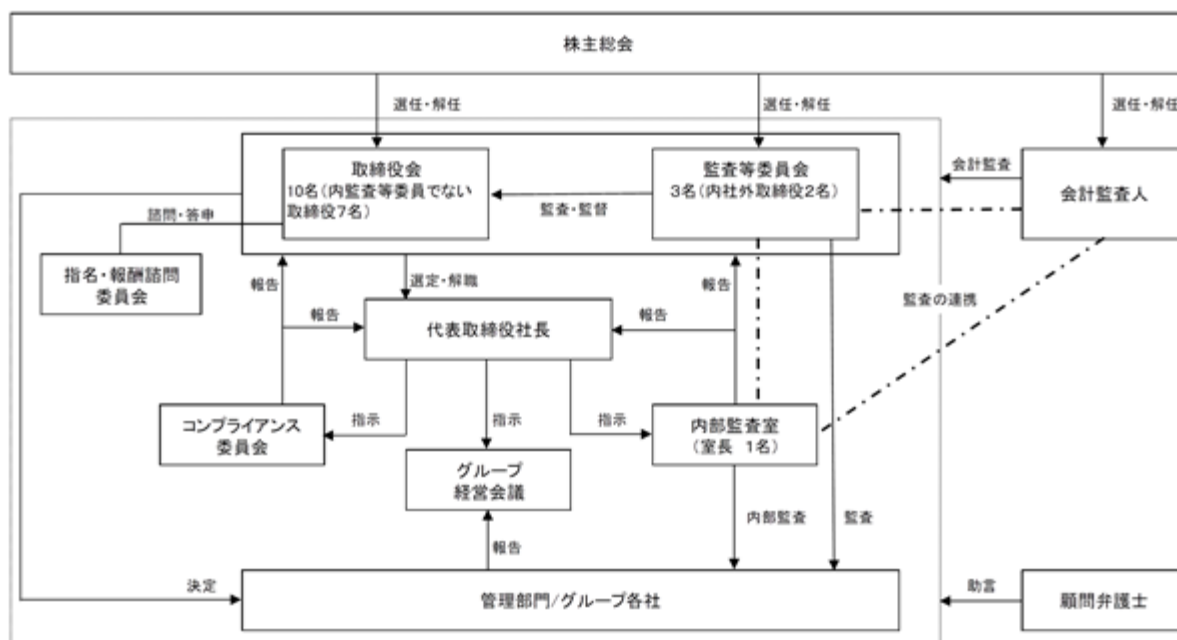 株主総会
選任・解任
選任・解任
選任・解任
取締役会
10名(内監査等委員でない
取締役7名)
監査等委員会
3名(内社外取締役2名)
会計監査
会計監査人
監査・監督
諮問・答申
指名・報酬諮問
委員会
報告
選定・解職
報告
監査の連携
報告
代表取締役社長
報告
コンプライアンス
委員会
指示
指示
指示
内部監査室
(室長 1名)
グループ
経営会議
内部監査
監査
報告
決定
管理部門/グループ各社
助言
顧問弁護士